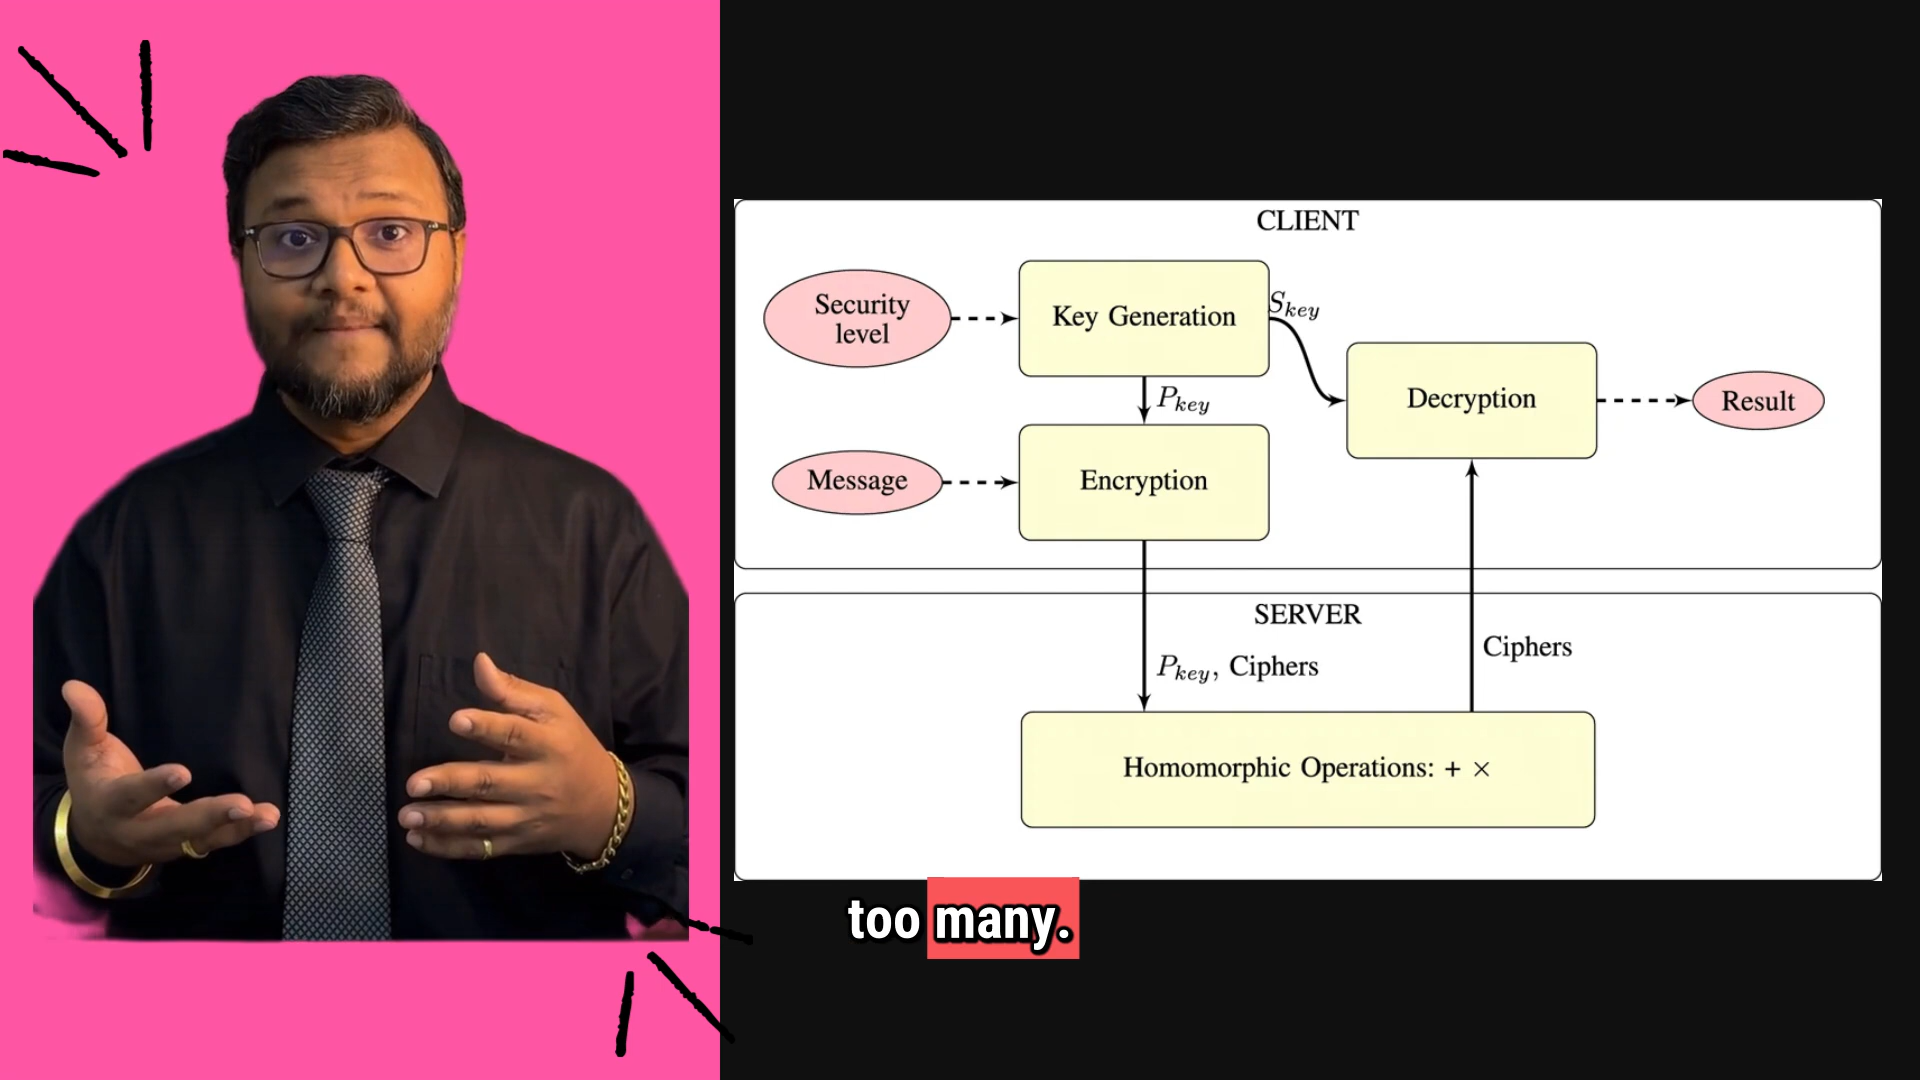 CLIENT
Security
level
Key Generation
S_key
P_key
Decryption
Result
Message
Encryption
SERVER
P_key, Ciphers
Ciphers
Homomorphic Operations: + ×
too many.